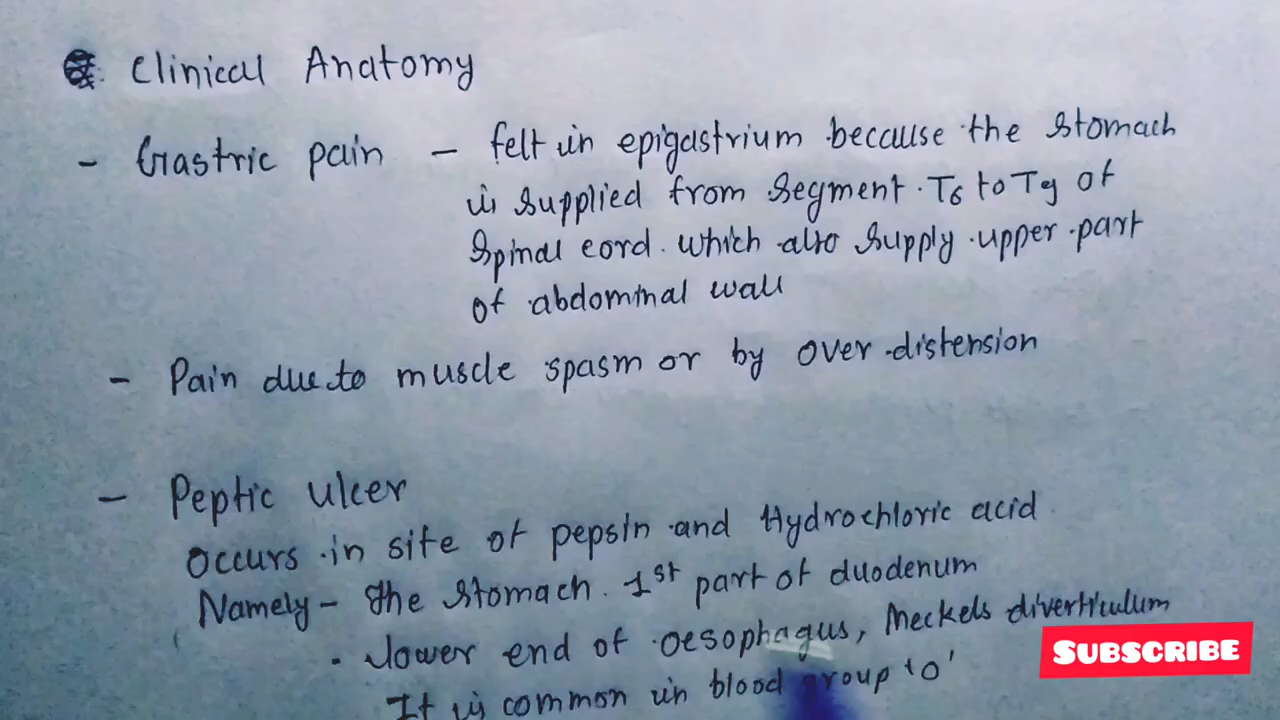 Clinical Anatomy
- Gastric pain - felt in epigastrium because the stomach
is supplied from segment T6 to T9 of
Spinal cord which also supply upper part
of abdominal wall
- Pain due to muscle spasm or by over distension
- Peptic ulcer
occurs in site of pepsin and Hydrochloric acid
Namely - The stomach. 1st part of duodenum
. lower end of oesophagus, Meckels diverticulum
SUBSCRIBE
It is common in blood group 'O'